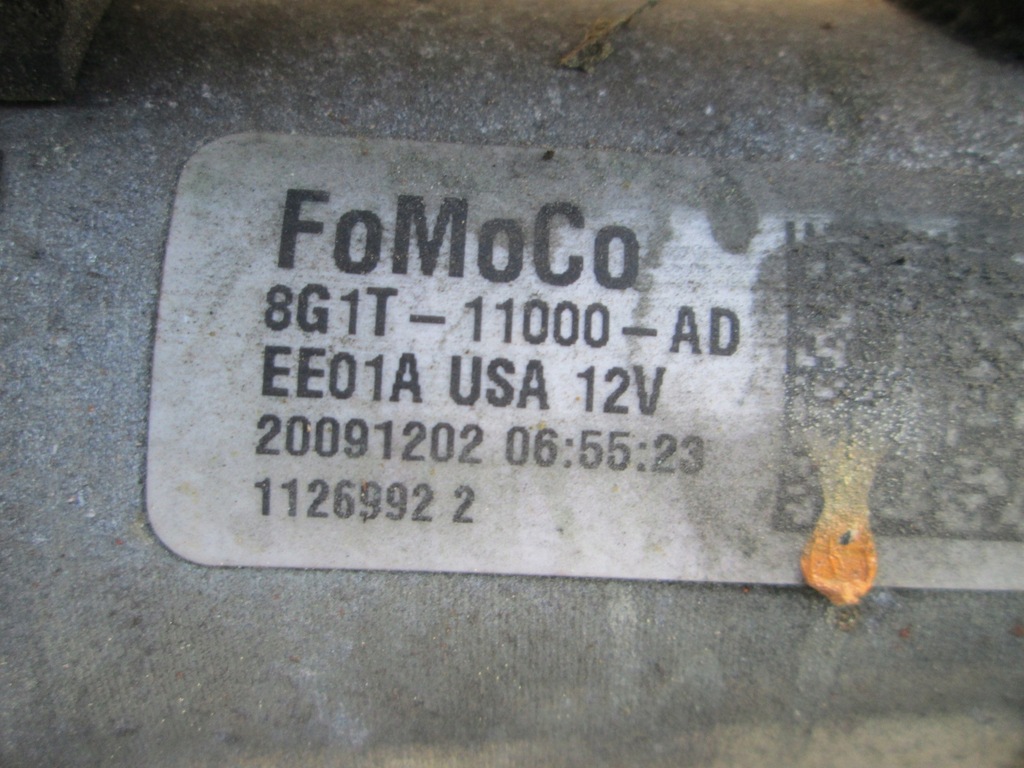 FoMoCo
8G1T-11000-AD
EE01A USA 12V
20091202 06:55:23
1126992 2